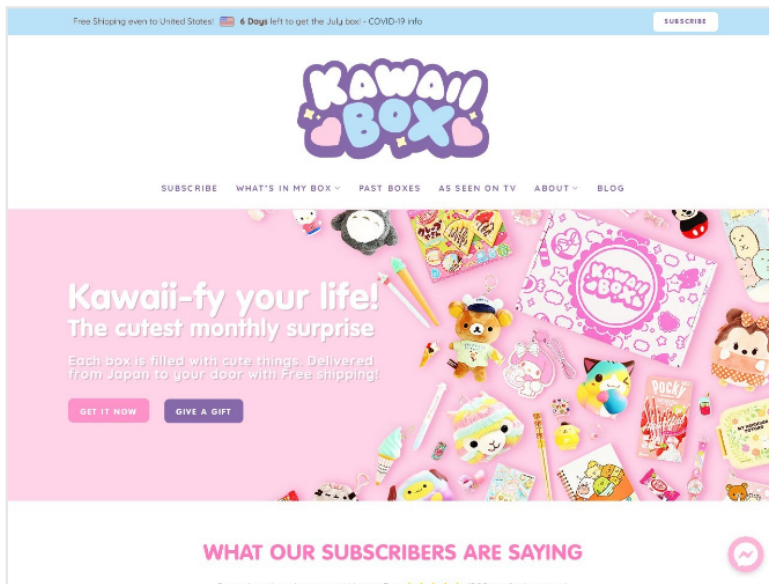 Free Shipping even to United States! 6 Days left to get the July box! - COVID-19 info
SUBSCRIBE
KAWAII
BOX
SUBSCRIBE WHAT'S IN MY BOX PAST BOXES AS SEEN ON TV ABOUT BLOG
Kawaii-fy your life!
The cutest monthly surprise
Each box is filled with cute things. Delivered
from Japan to your door with Free shipping!
GET IT NOW GIVE A GIFT
KAWAII
BOX
POCKY
WHAT OUR SUBSCRIBERS ARE SAYING